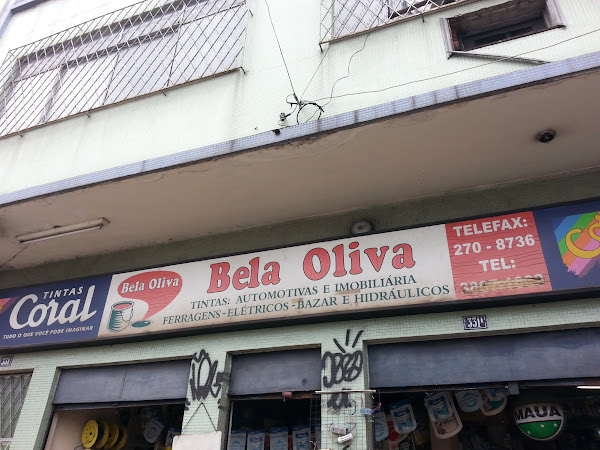 TINTAS
Coral
TUDO O QUE VOCÊ PODE IMAGINAR
Bela Oliva
Bela Oliva
TINTAS: AUTOMOTIVAS E IMOBILIÁRIA
FERRAGENS - ELÉTRICOS - BAZAR E HIDRÁULICOS
TELEFAX:
270 - 8736
TEL:
331A
MAUÁ